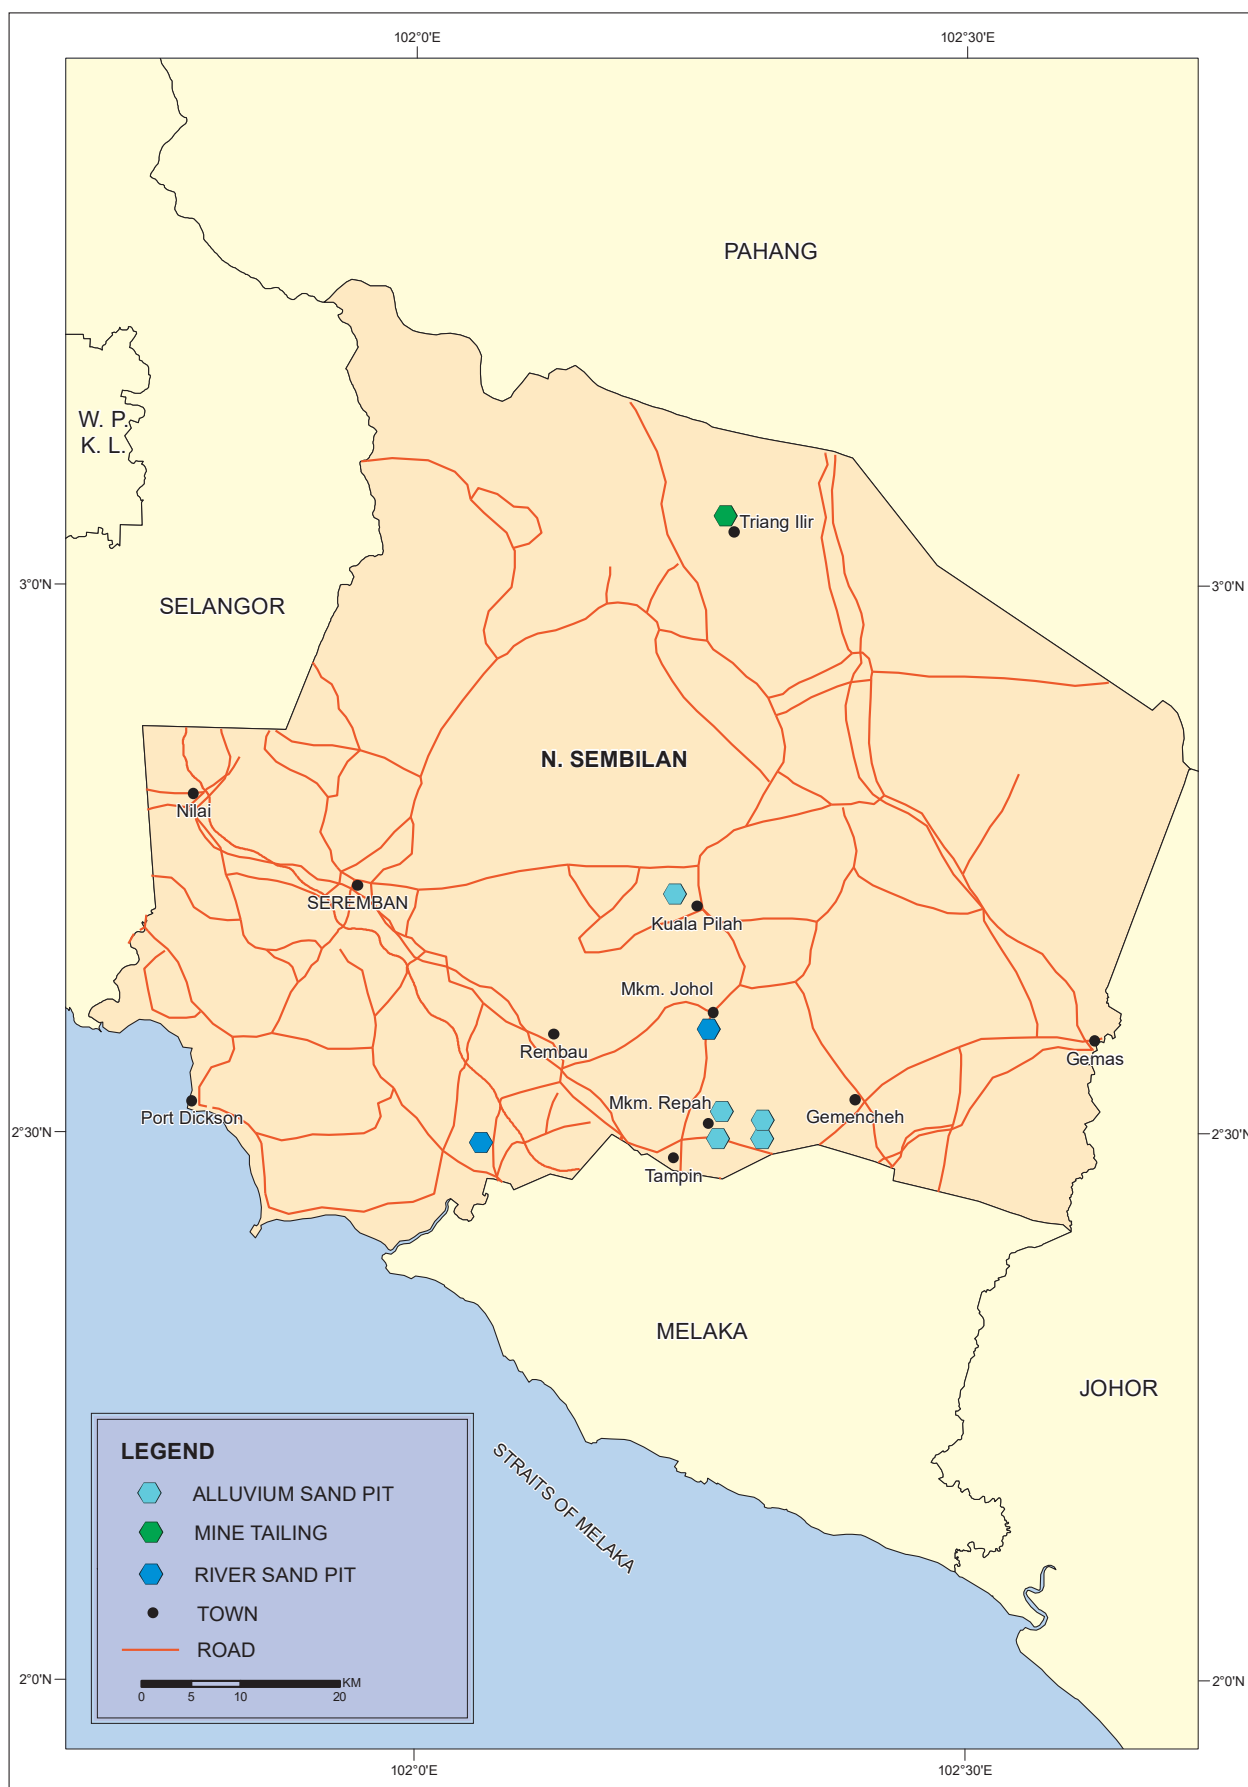 102°0'E
102°30'E
PAHANG
W. P.
K. L.
Triang Ilir
3°0'N
3°0'N
SELANGOR
N. SEMBILAN
Nilai
SEREMBAN
Kuala Pilah
Mkm. Johol
Rembau
Gemas
Mkm. Repah
Gemencheh
Port Dickson
2°30'N
2°30'N
Tampin
MELAKA
JOHOR
STRAITS OF MELAKA
LEGEND
ALLUVIUM SAND PIT
MINE TAILING
RIVER SAND PIT
TOWN
ROAD
KM
0 5 10 20
2°0'N
2°0'N
102°0'E
102°30'E